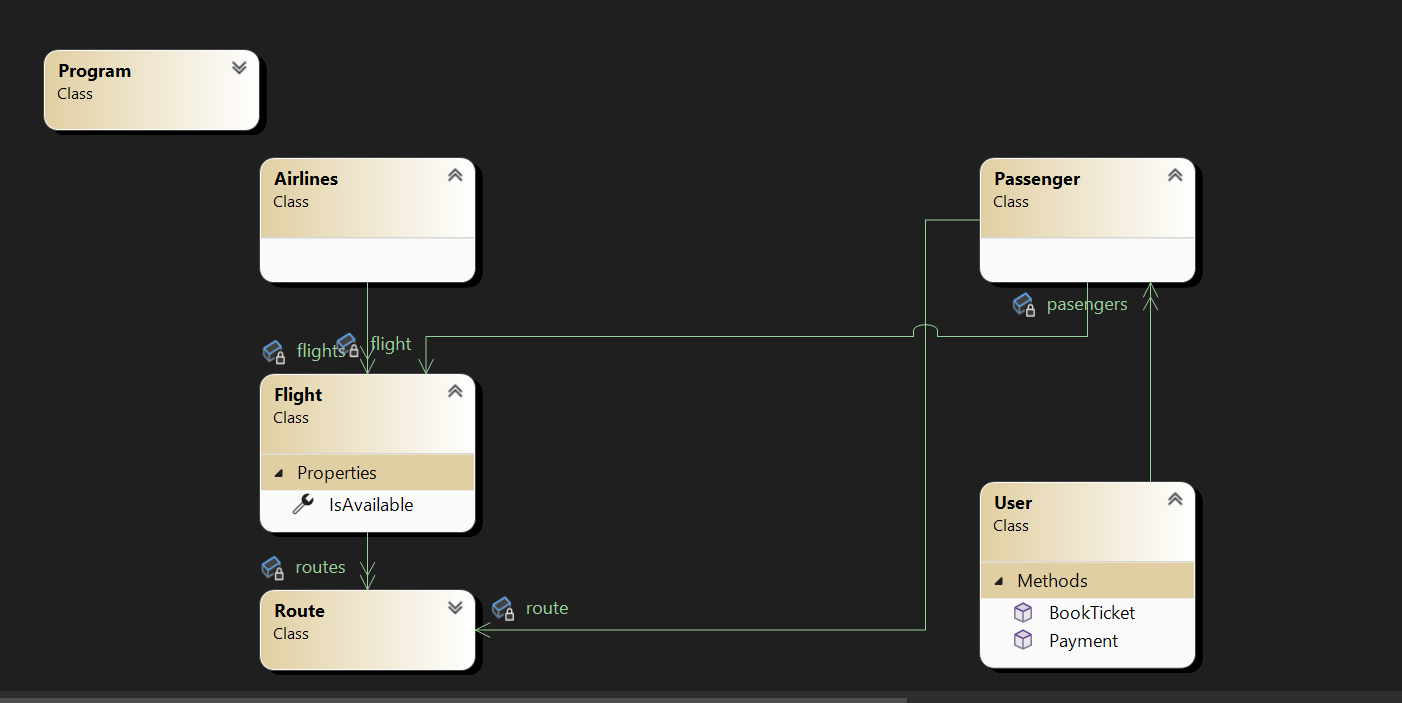 Program
Class
Airlines
Class
Passenger
Class
pasengers
flights
flight
Flight
Class
Properties
IsAvailable
User
Class
routes
Methods
Route
Class
route
BookTicket
Payment